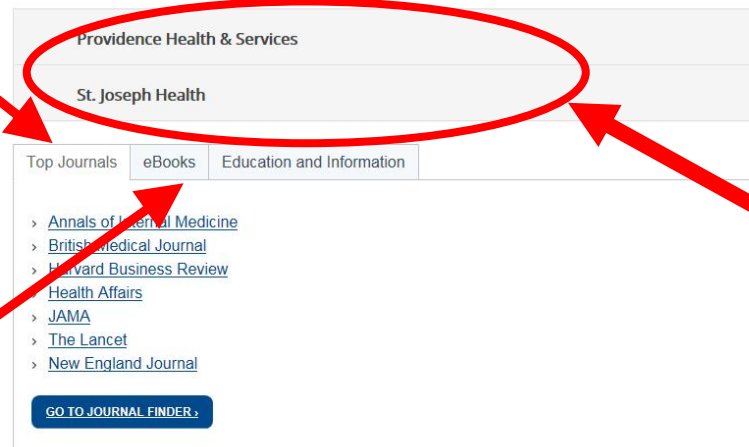 Providence Health & Services
St. Joseph Health
Top Journals eBooks Education and Information
› Annals of Internal Medicine
› British Medical Journal
› Harvard Business Review
› Health Affairs
› JAMA
› The Lancet
› New England Journal
GO TO JOURNAL FINDER ›